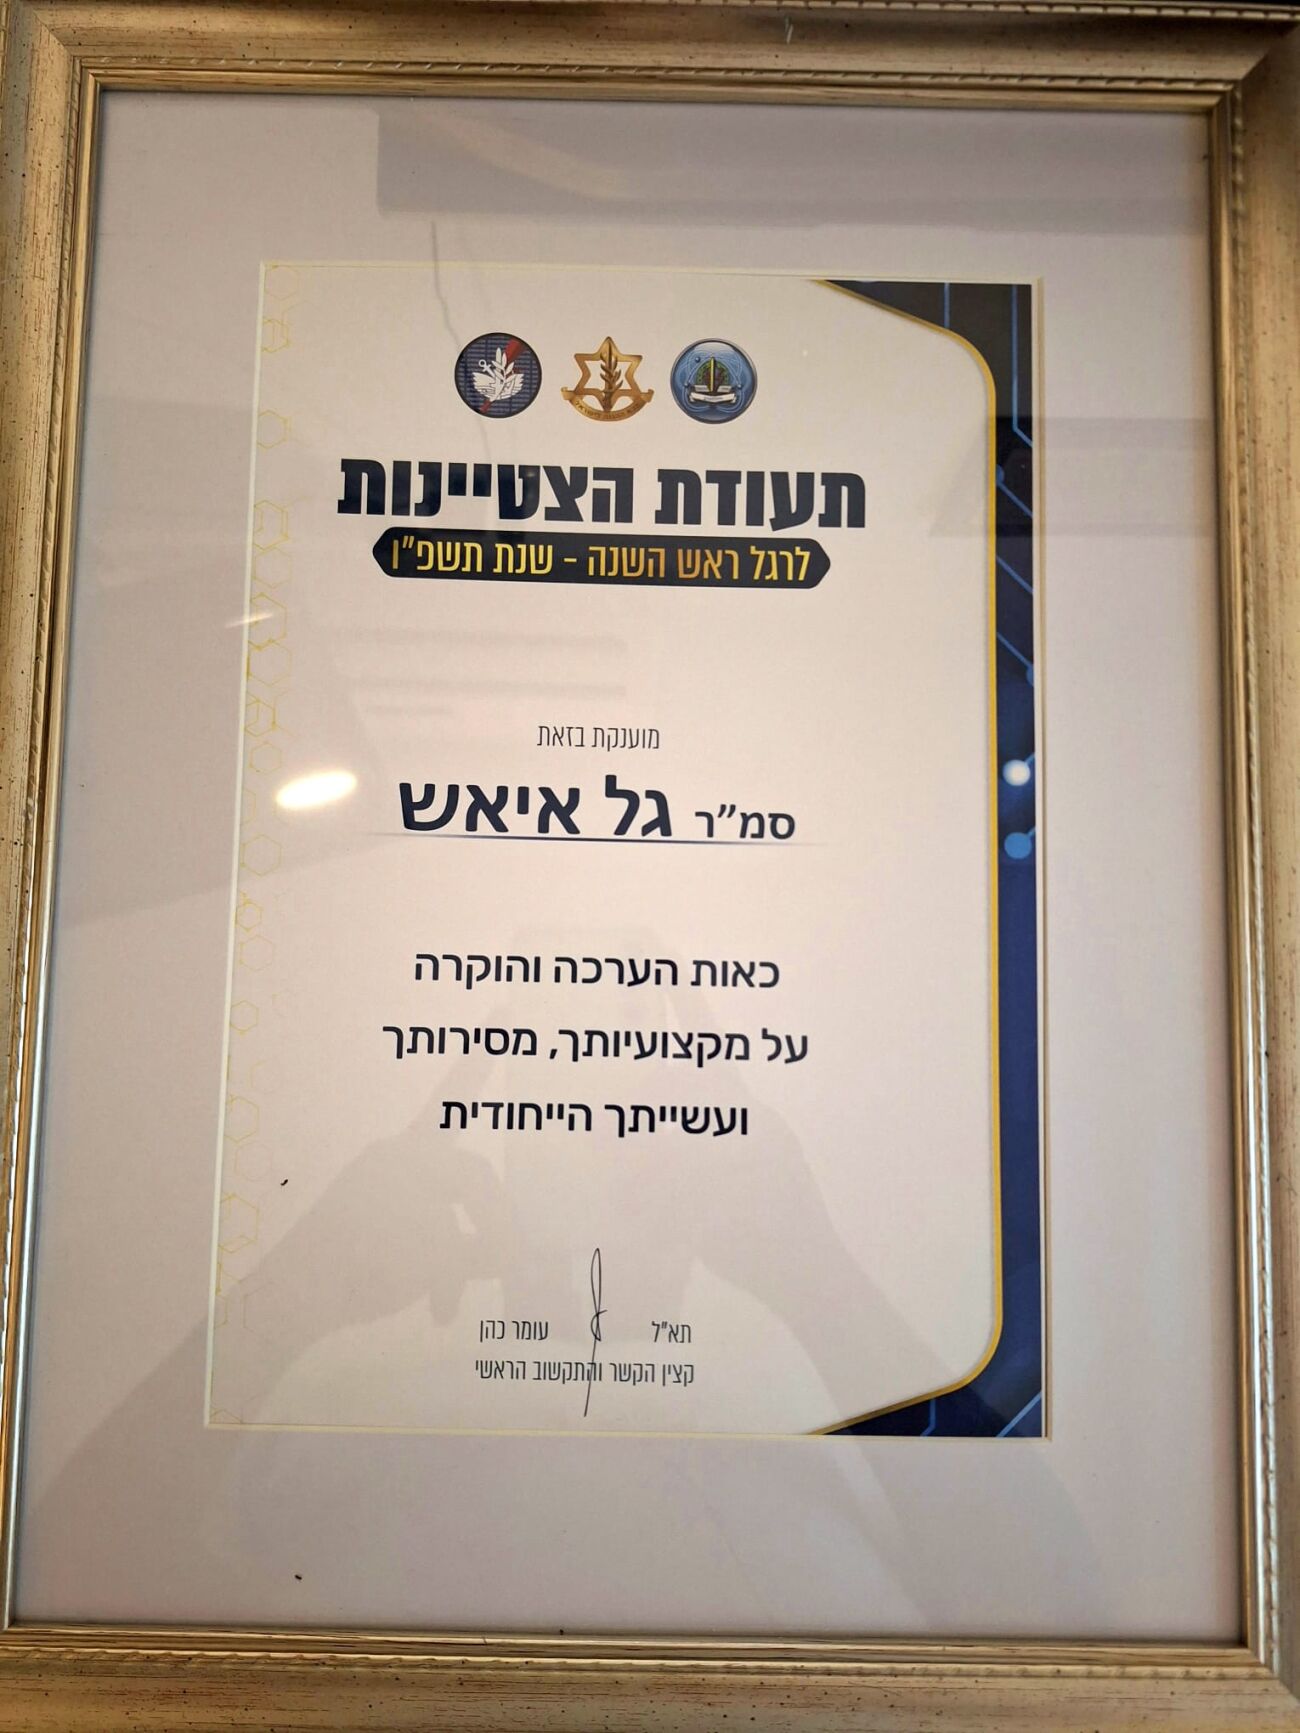 תעודת הצטיינות
לרגל ראש השנה - שנת תשפ"ו
מוענקת בזאת
סמ"ר גל איאש
כאות הערכה והוקרה
על מקצועיותך, מסירותך
ועשייתך הייחודית
תא"ל עומר כהן
קצין הקשר והתקשוב הראשי